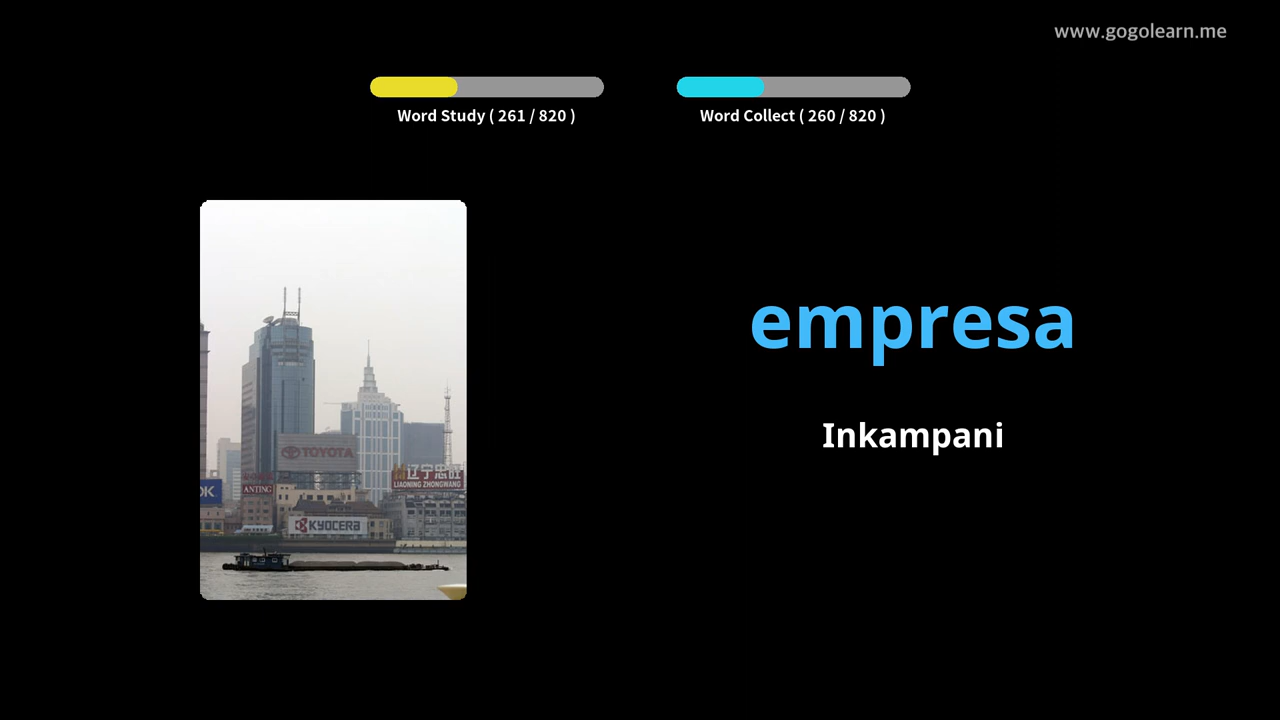 www.gogolearn.me
Word Study ( 261 / 820 )
Word Collect ( 260 / 820 )
empresa
Inkampani
TOYOTA
辽宁忠旺
LIAONING ZHONGWANG
OK
ANTING
KYOCERA